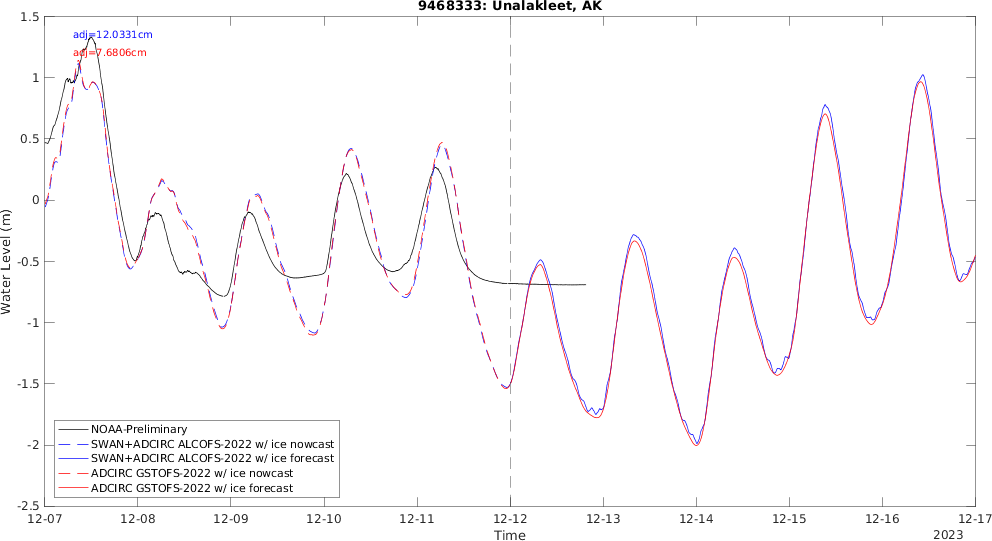 9468333: Unalakleet, AK
adj=12.0331cm
adj=7.6806cm
1.5
1
0.5
0
-0.5
-1
-1.5
-2
-2.5
Water Level (m)
NOAA-Preliminary
SWAN+ADCIRC ALCOFS-2022 w/ ice nowcast
SWAN+ADCIRC ALCOFS-2022 w/ ice forecast
ADCIRC GSTOFS-2022 w/ ice nowcast
ADCIRC GSTOFS-2022 w/ ice forecast
12-07 12-08 12-09 12-10 12-11 12-12 12-13 12-14 12-15 12-16 12-17
Time
2023